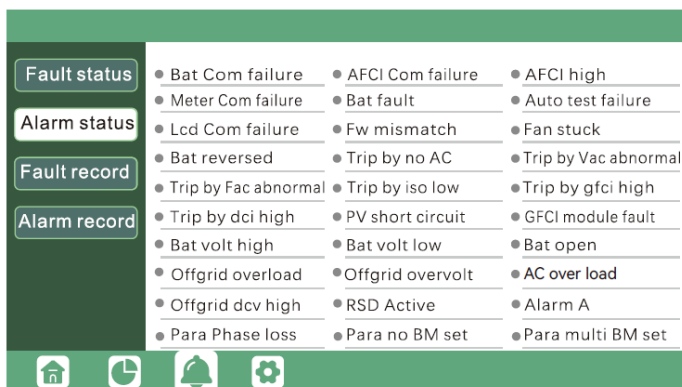 Fault status
Alarm status
Fault record
Alarm record
Bat Com failure AFCI Com failure AFCI high
Meter Com failure Bat fault Auto test failure
Lcd Com failure Fw mismatch Fan stuck
Bat reversed Trip by no AC Trip by Vac abnormal
Trip by Fac abnormal Trip by iso low Trip by gfci high
Trip by dci high PV short circuit GFCI module fault
Bat volt high Bat volt low Bat open
Offgrid overload Offgrid overvolt AC over load
Offgrid dcv high RSD Active Alarm A
Para Phase loss Para no BM set Para multi BM set